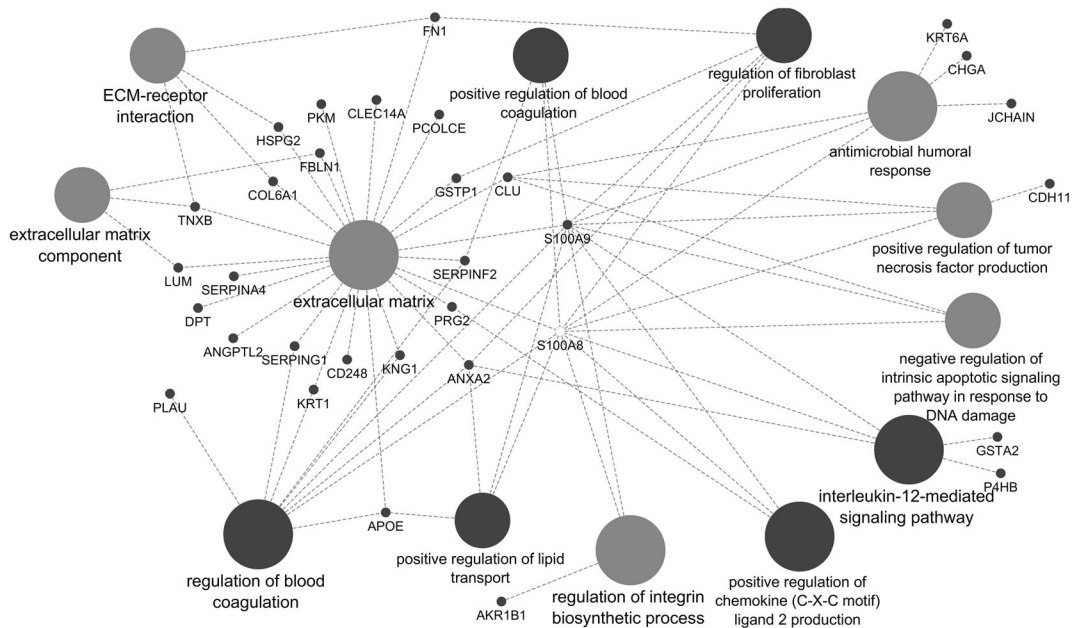 FN1
KRT6A
CHGA
ECM-receptor
interaction
positive regulation of blood
coagulation
regulation of fibroblast
proliferation
PKM
CLEC14A
PCOLCE
JCHAIN
HSPG2
antimicrobial humoral
response
FBLN1
COL6A1
GSTP1
CLU
CDH11
TNXB
extracellular matrix
component
S100A9
positive regulation of tumor
necrosis factor production
LUM
SERPINA4
extracellular matrix
SERPINF2
DPT
PRG2
ANGPTL2
S100A8
SERPING1
CD248
KNG1
ANXA2
negative regulation of
intrinsic apoptotic signaling
pathway in response to
DNA damage
PLAU
KRT1
GSTA2
P4HB
interleukin-12-mediated
signaling pathway
APOE
regulation of blood
coagulation
positive regulation of lipid
transport
AKR1B1
regulation of integrin
biosynthetic process
positive regulation of
chemokine (C-X-C motif)
ligand 2 production